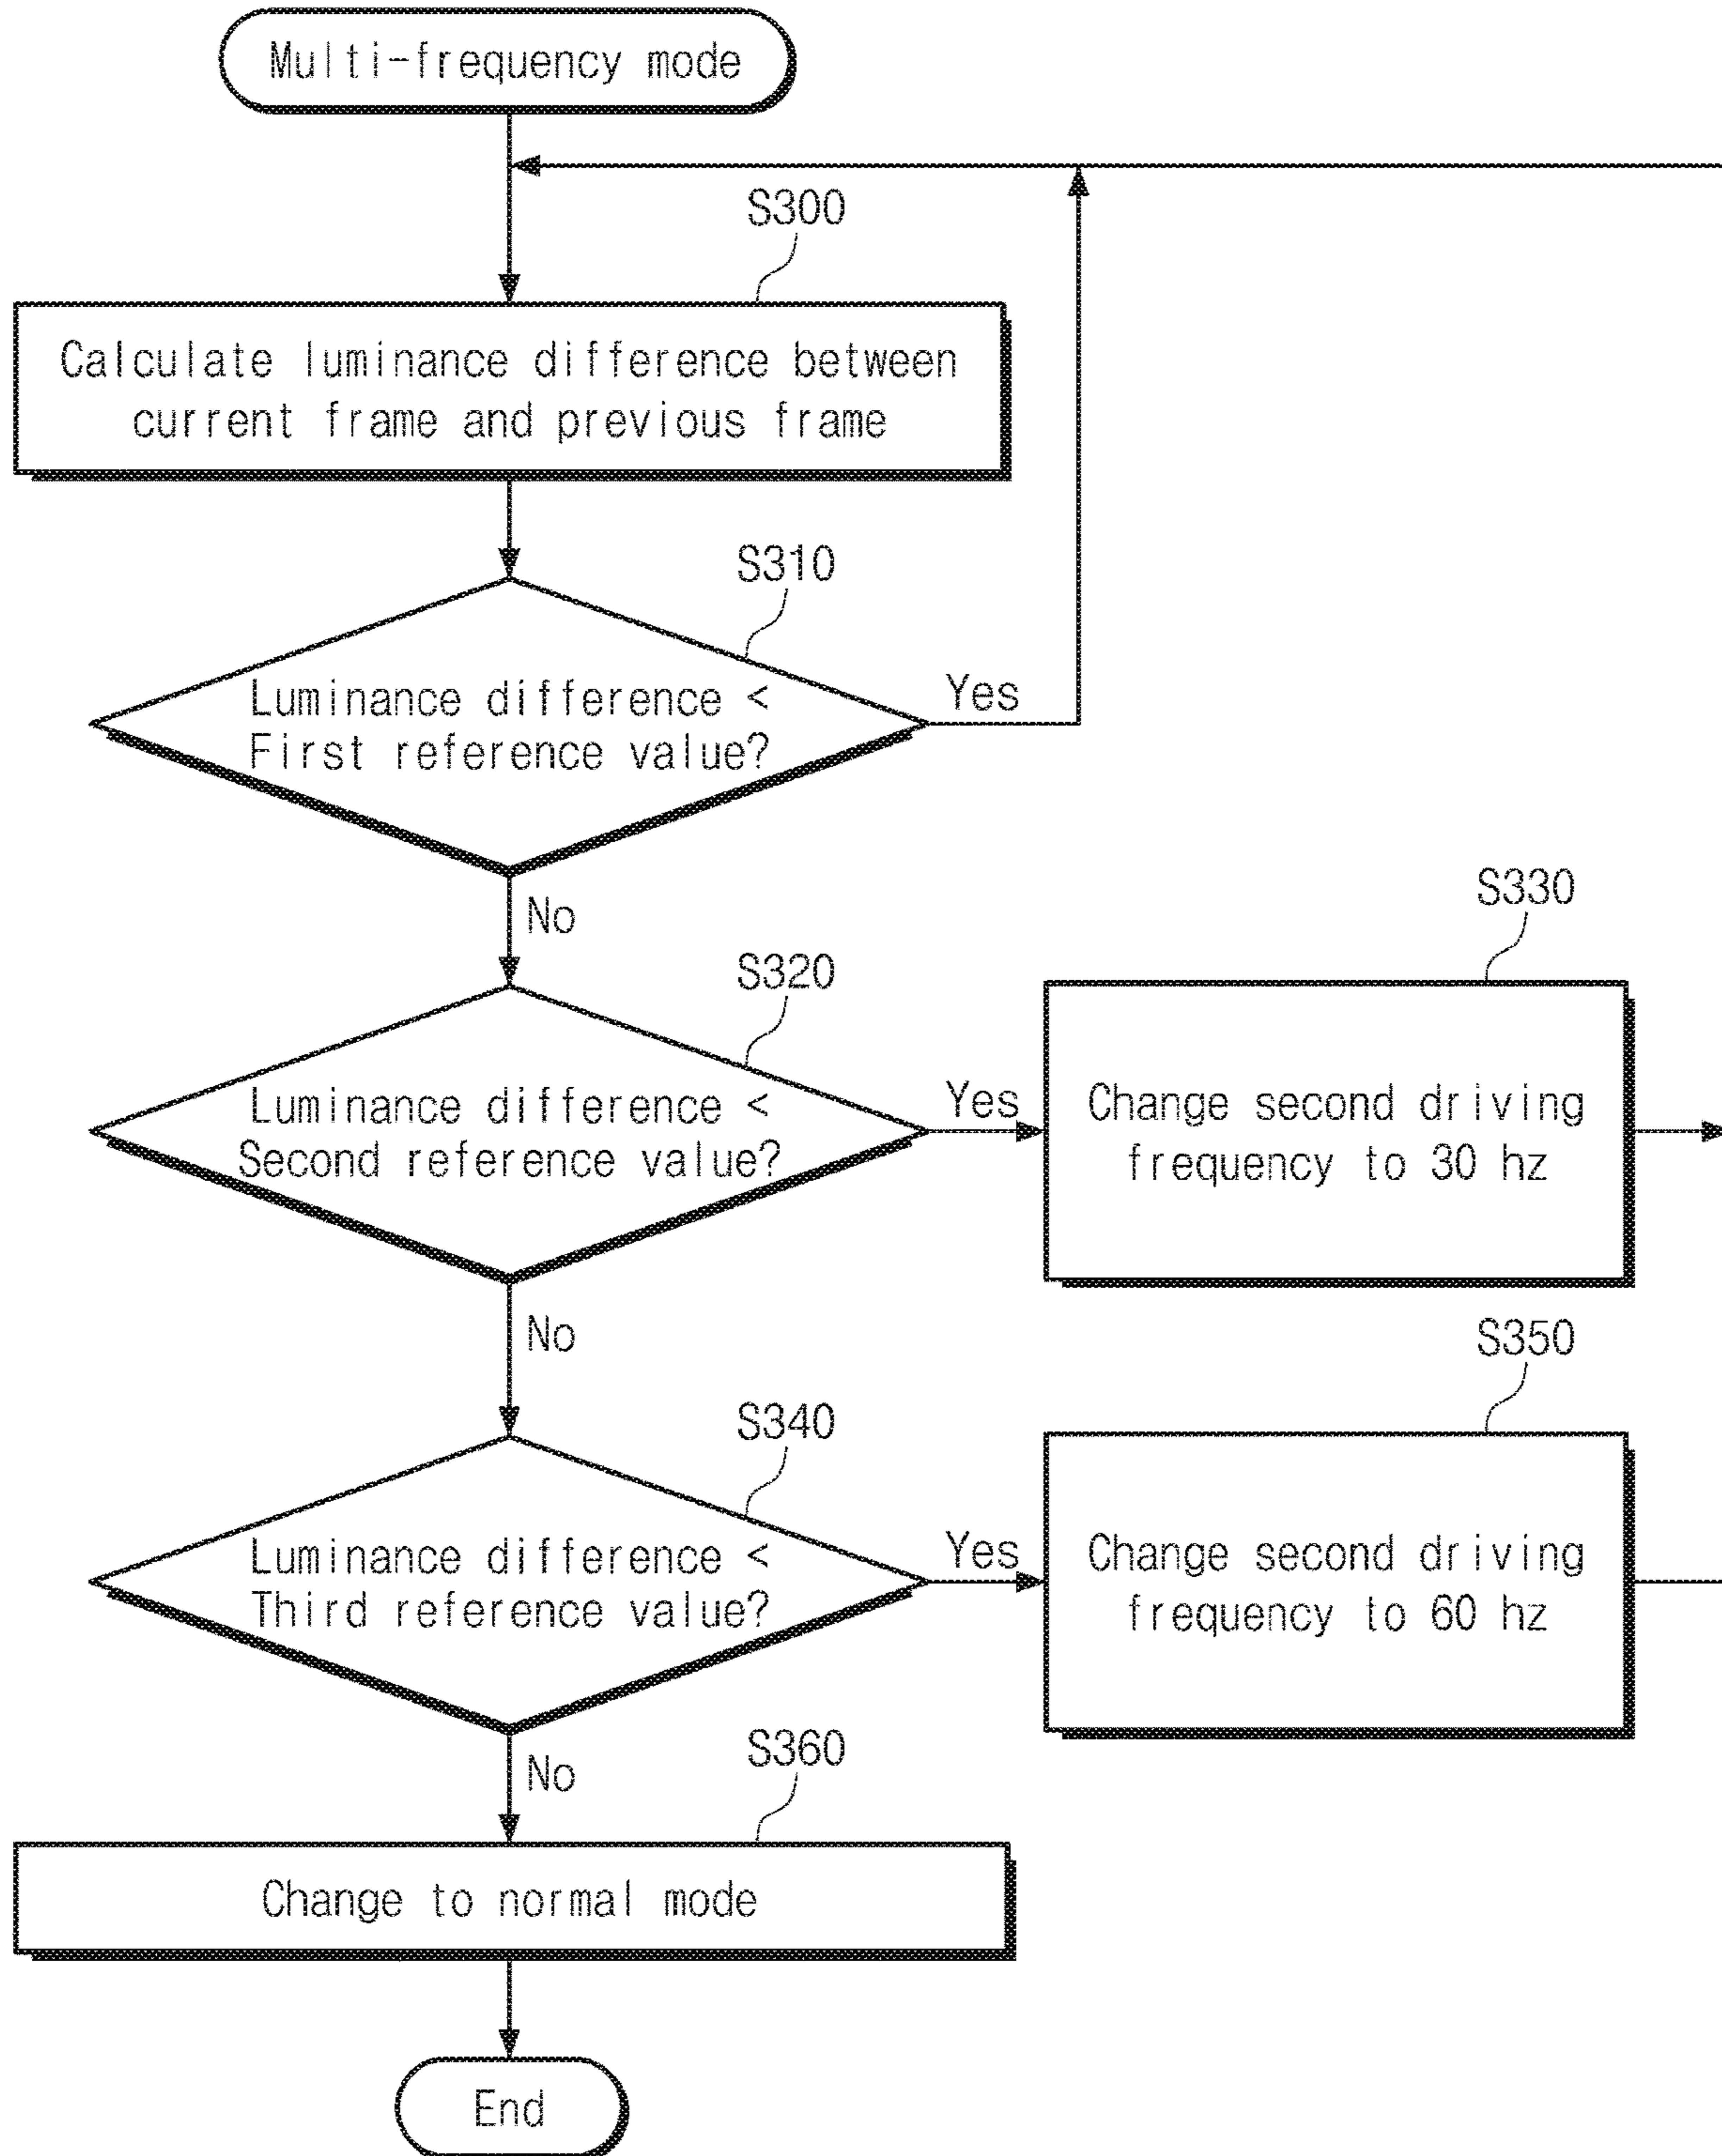 Multi-frequency mode
S300
Calculate luminance difference between
current frame and previous frame
S310
Luminance difference <
First reference value?
Yes
No
S320
S330
Luminance difference <
Second reference value?
Yes
Change second driving
frequency to 30 hz
No
S340
S350
Luminance difference <
Third reference value?
Yes
Change second driving
frequency to 60 hz
No
S360
Change to normal mode
End